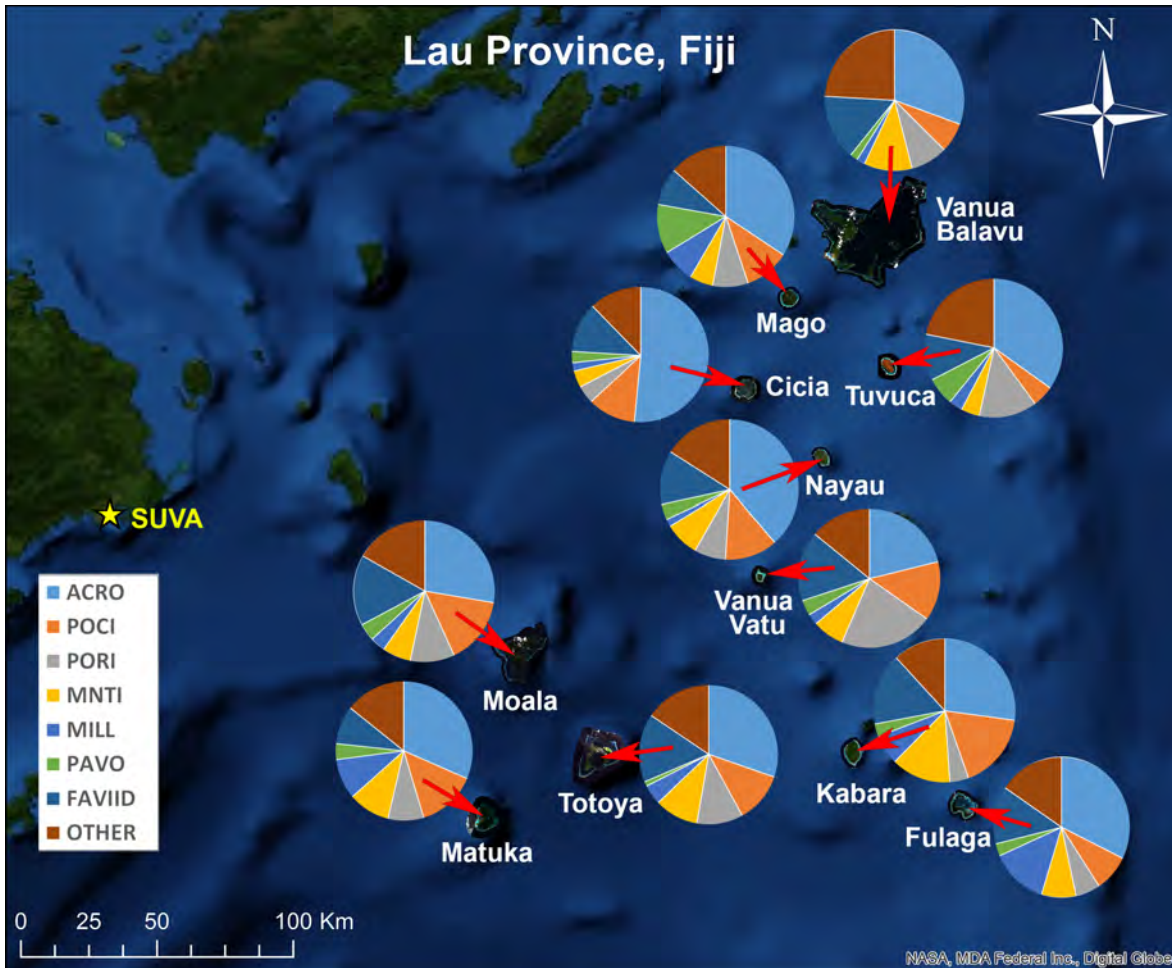 Lau Province, Fiji
N
Vanua
Balavu
Mago
Cicia
Tuvuca
Nayau
SUVA
Vanua
Vatu
Moala
Matuka
Totoya
Kabara
Fulaga
ACRO
POCI
PORI
MNTI
MILL
PAVO
FAVIID
OTHER
0 25 50 100 Km
NASA, MDA Federal Inc., Digital Globe